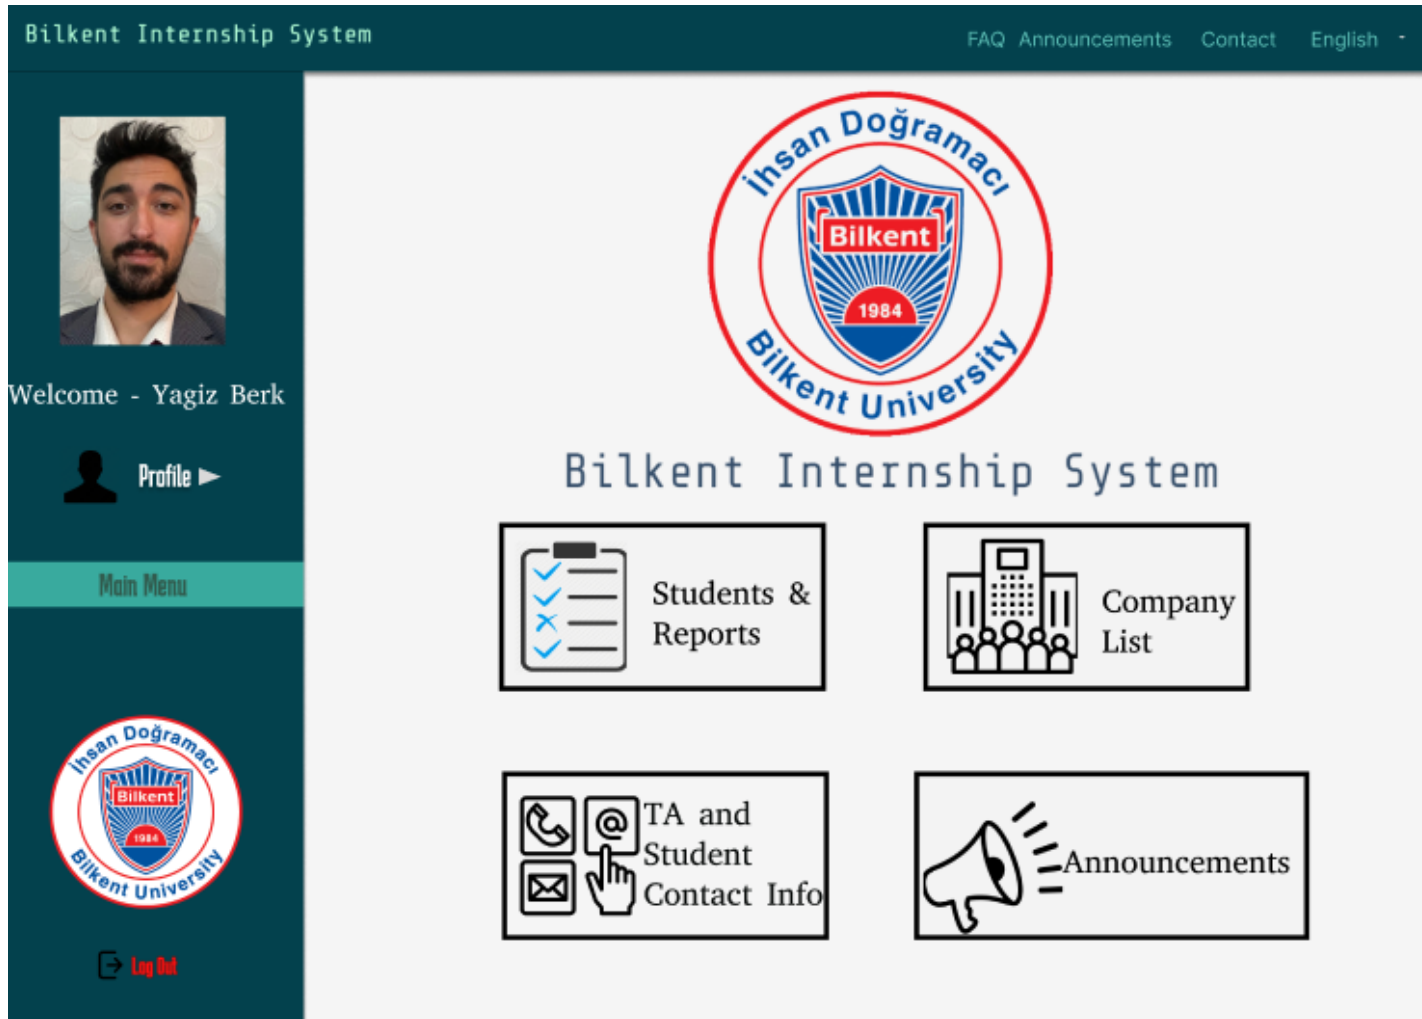 Bilkent Internship System
FAQ Announcements Contact English
Welcome - Yagiz Berk
Profile
Main Menu
İhsan Doğramacı
Bilkent
1984
Bilkent University
Log Out
İhsan Doğramacı
Bilkent
1984
Bilkent University
Bilkent Internship System
Students &
Reports
Company
List
TA and
Student
Contact Info
Announcements